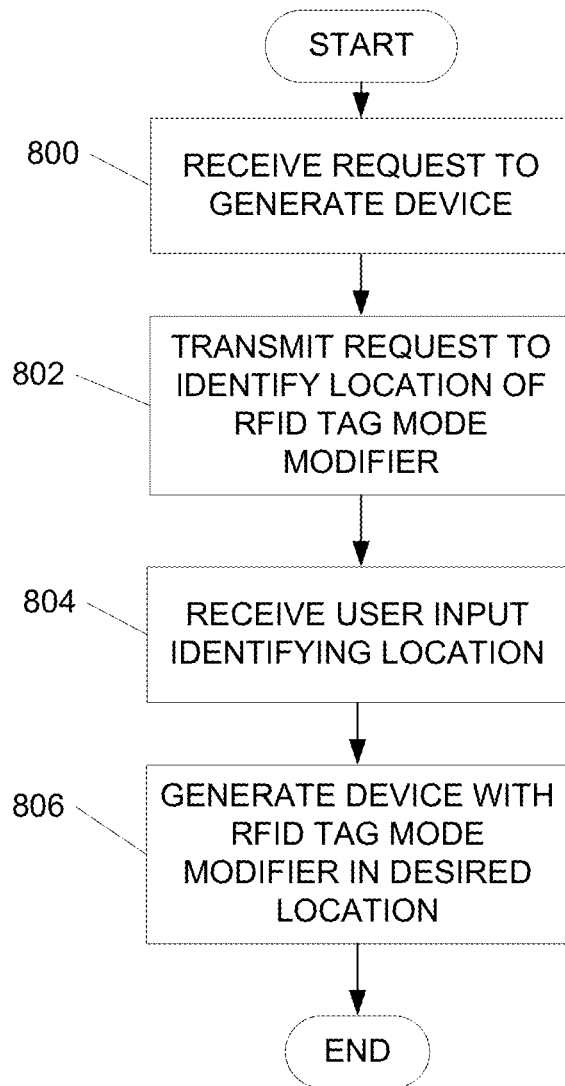 START
800
RECEIVE REQUEST TO
GENERATE DEVICE
802
TRANSMIT REQUEST TO
IDENTIFY LOCATION OF
RFID TAG MODE
MODIFIER
804
RECEIVE USER INPUT
IDENTIFYING LOCATION
806
GENERATE DEVICE WITH
RFID TAG MODE
MODIFIER IN DESIRED
LOCATION
END